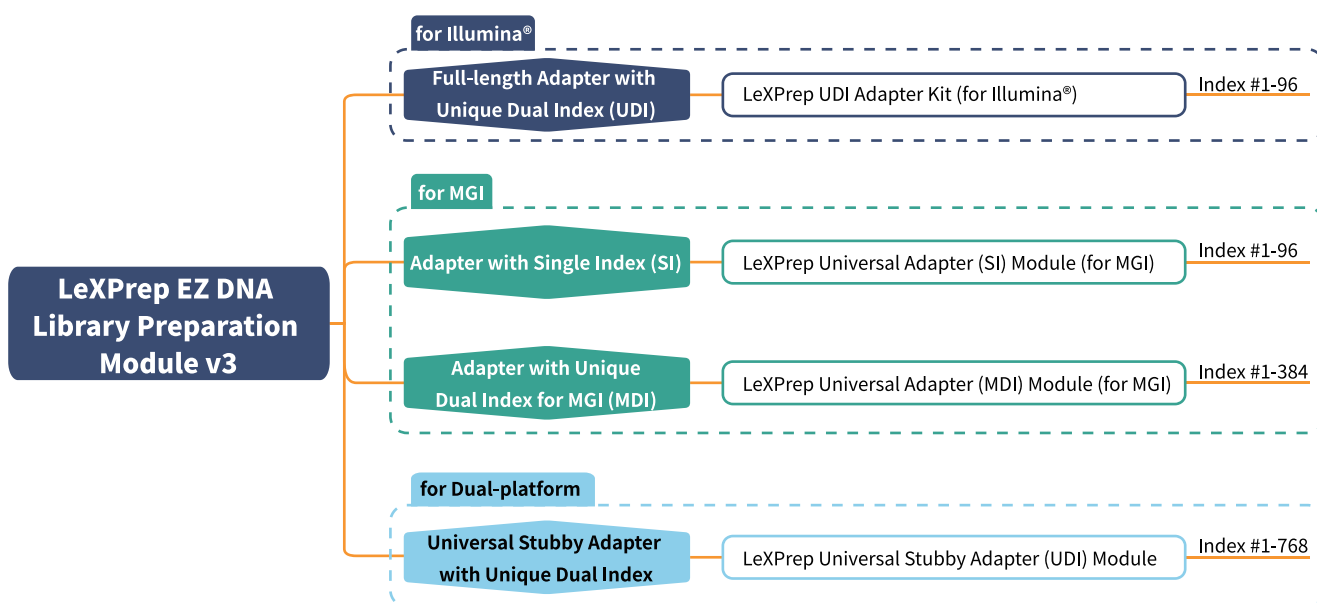 LeXPrep EZ DNA
Library Preparation
Module v3
for Illumina®
Full-length Adapter with
Unique Dual Index (UDI)
LeXPrep UDI Adapter Kit (for Illumina®)
Index #1-96
for MGI
Adapter with Single Index (SI)
LeXPrep Universal Adapter (SI) Module (for MGI)
Index #1-96
Adapter with Unique
Dual Index for MGI (MDI)
LeXPrep Universal Adapter (MDI) Module (for MGI)
Index #1-384
for Dual-platform
Universal Stubby Adapter
with Unique Dual Index
LeXPrep Universal Stubby Adapter (UDI) Module
Index #1-768